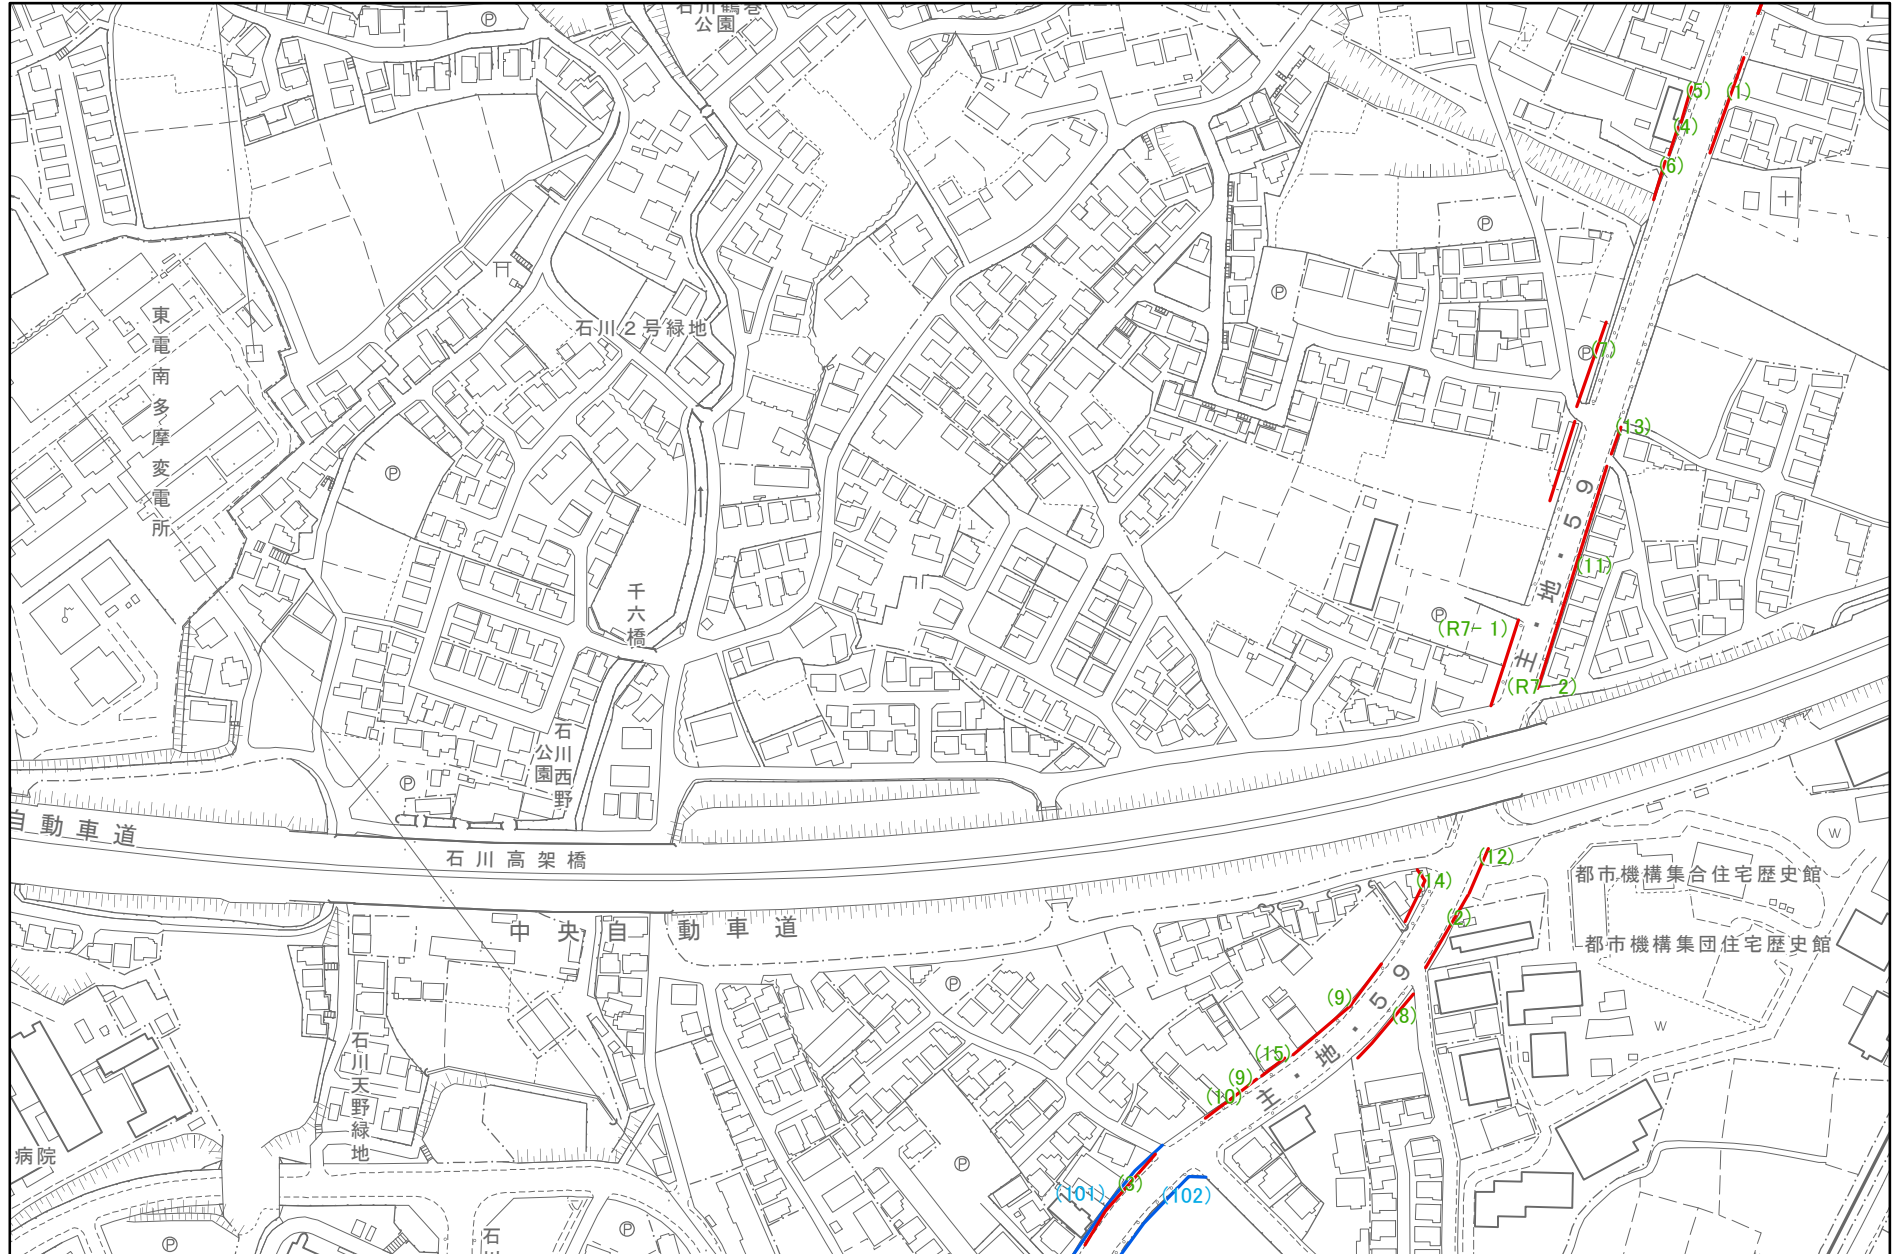 石川鶴巻
公園
Ⓟ
(5)
(1)
(4)
(6)
Ⓟ
Ⓟ
東電南多摩変電所
石川２号緑地
Ⓟ
(7)
(13)
Ⓟ
主・地・59
(11)
千六橋
Ⓟ
(R7-1)
(R7-2)
石川西野
公園
Ⓟ
自動車道
石川高架橋
W
(12)
都市機構集合住宅歴史館
(14)
中央自動車道
(2)
都市機構集団住宅歴史館
Ⓟ
主・地・59
(9)
(8)
W
石川天野緑地
(15)
(9)
(10)
病院
Ⓟ
(101)
(3)
(102)
Ⓟ
Ⓟ
石